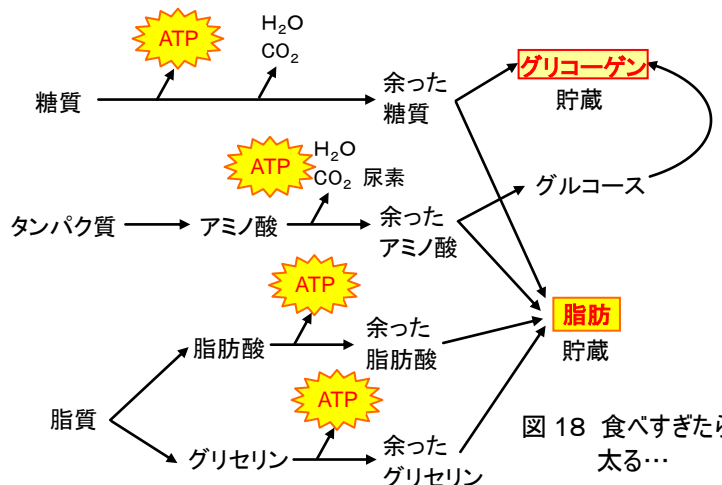 ATP
H₂O
CO₂
糖質
余った
糖質
グリコーゲン
貯蔵
ATP
H₂O
CO₂ 尿素
グルコース
タンパク質
アミノ酸
余った
アミノ酸
ATP
脂肪酸
余った
脂肪酸
脂肪
貯蔵
脂質
ATP
グリセリン
余った
グリセリン
図 18 食べすぎたら
太る…